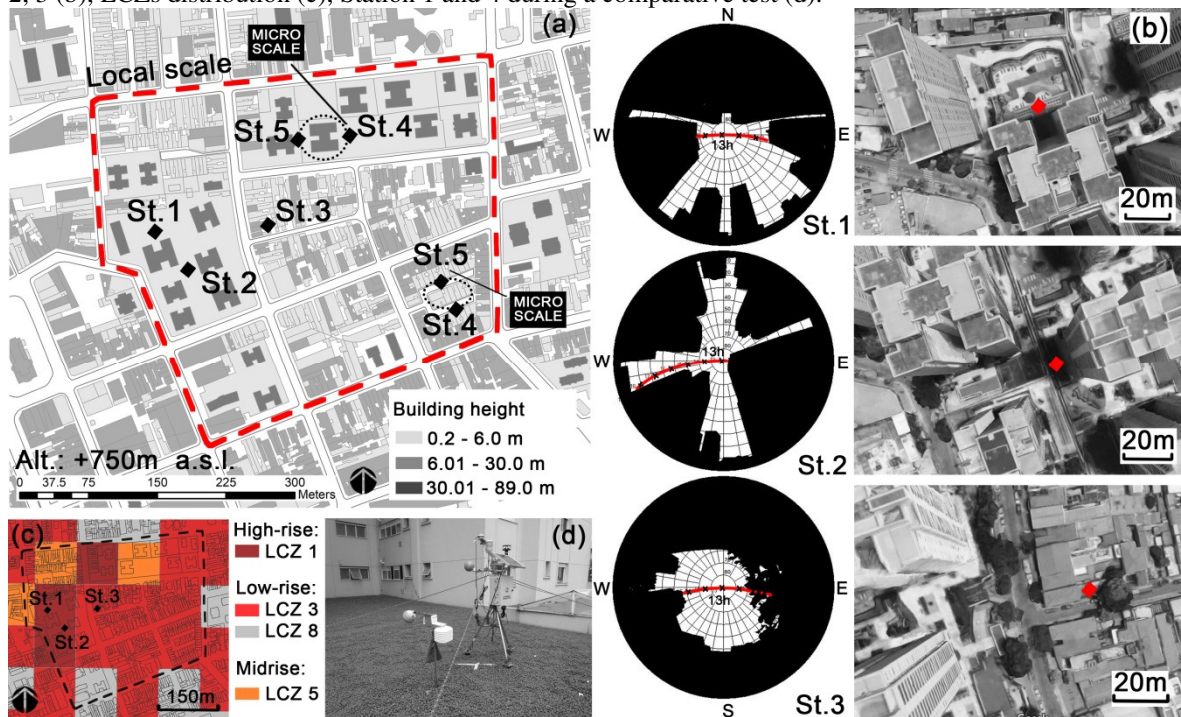 2, 3 (b); LCZs distribution (c); Station 1 and 4 during a comparative test (d).
(a)
MICRO
SCALE
Local scale
St.5
St.4
St.1
St.3
St.2
St.5
MICRO
SCALE
St.4
Building height
0.2 - 6.0 m
6.01 - 30.0 m
30.01 - 89.0 m
Alt.: +750m a.s.l.
0 37.5 75 150 225 300
Meters
N
W
E
13h
St.1
W
E
13h
St.2
W
E
13h
S
St.3
(b)
20m
20m
20m
(c)
St.1
St.3
St.2
150m
High-rise:
LCZ 1
Low-rise:
LCZ 3
LCZ 8
Midrise:
LCZ 5
(d)